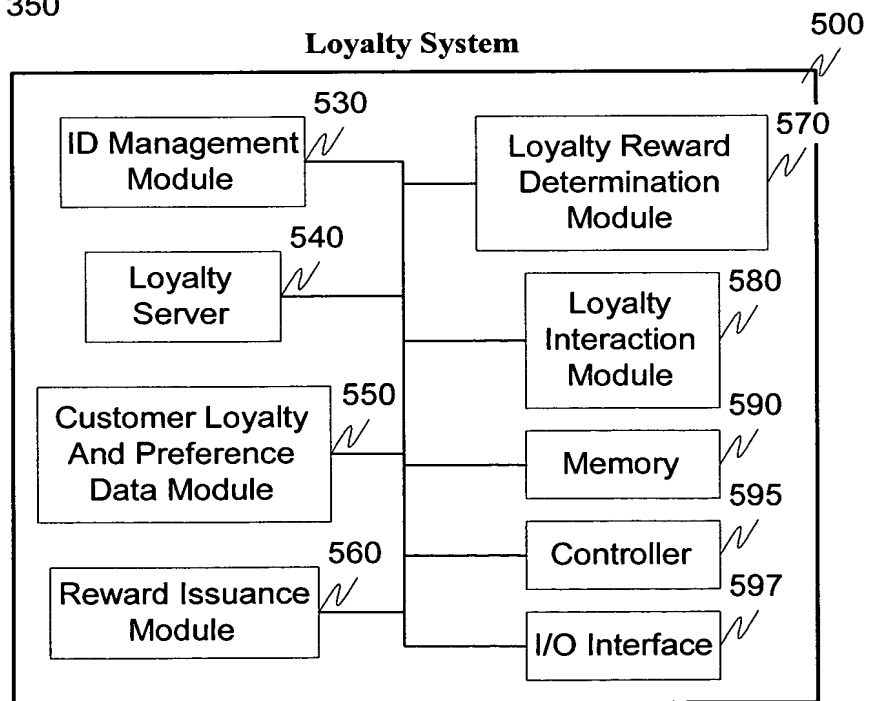 350
Loyalty System
500
530
ID Management
Module
540
Loyalty
Server
550
Customer Loyalty
And Preference
Data Module
560
Reward Issuance
Module
570
Loyalty Reward
Determination
Module
580
Loyalty
Interaction
Module
590
Memory
595
Controller
597
I/O Interface